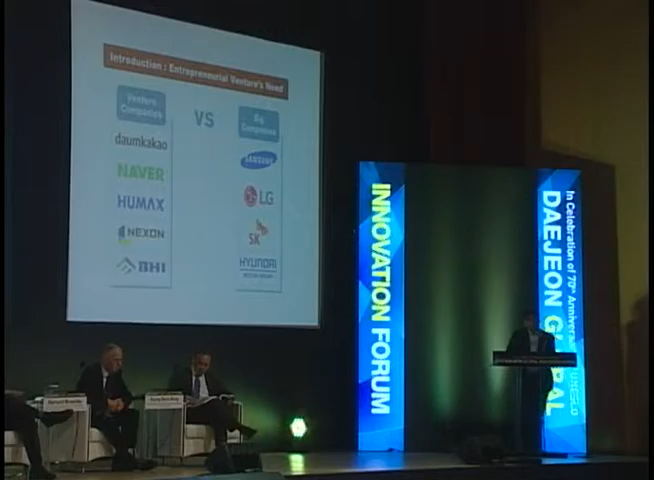 Introduction : Entrepreneurial Venture's Need
Venture
Companies
VS
Big
Companies
daumkakao
NAVER
HUMAX
NEXON
BHI
SAMSUNG
LG
SK
HYUNDAI
INNOVATION FORUM
In Celebration of 70th
DAEJEON
UNESCO